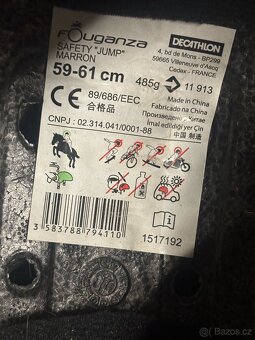 FOUGANZA
DECATHLON
SAFETY "JUMP"
MARRON
4, bd de Mons - BP299
59665 Villeneuve d'Ascq
Cedex - FRANCE
59-61 cm
485g
11 913
CE
89/686/EEC
合格品
Made in China
Fabricado na China
Произведено в Китае
Imal edildiği yer Çin
中国 制造
CNPJ : 02.314.041/0001-88
3 583788 794110
1517192
bazoš.cz